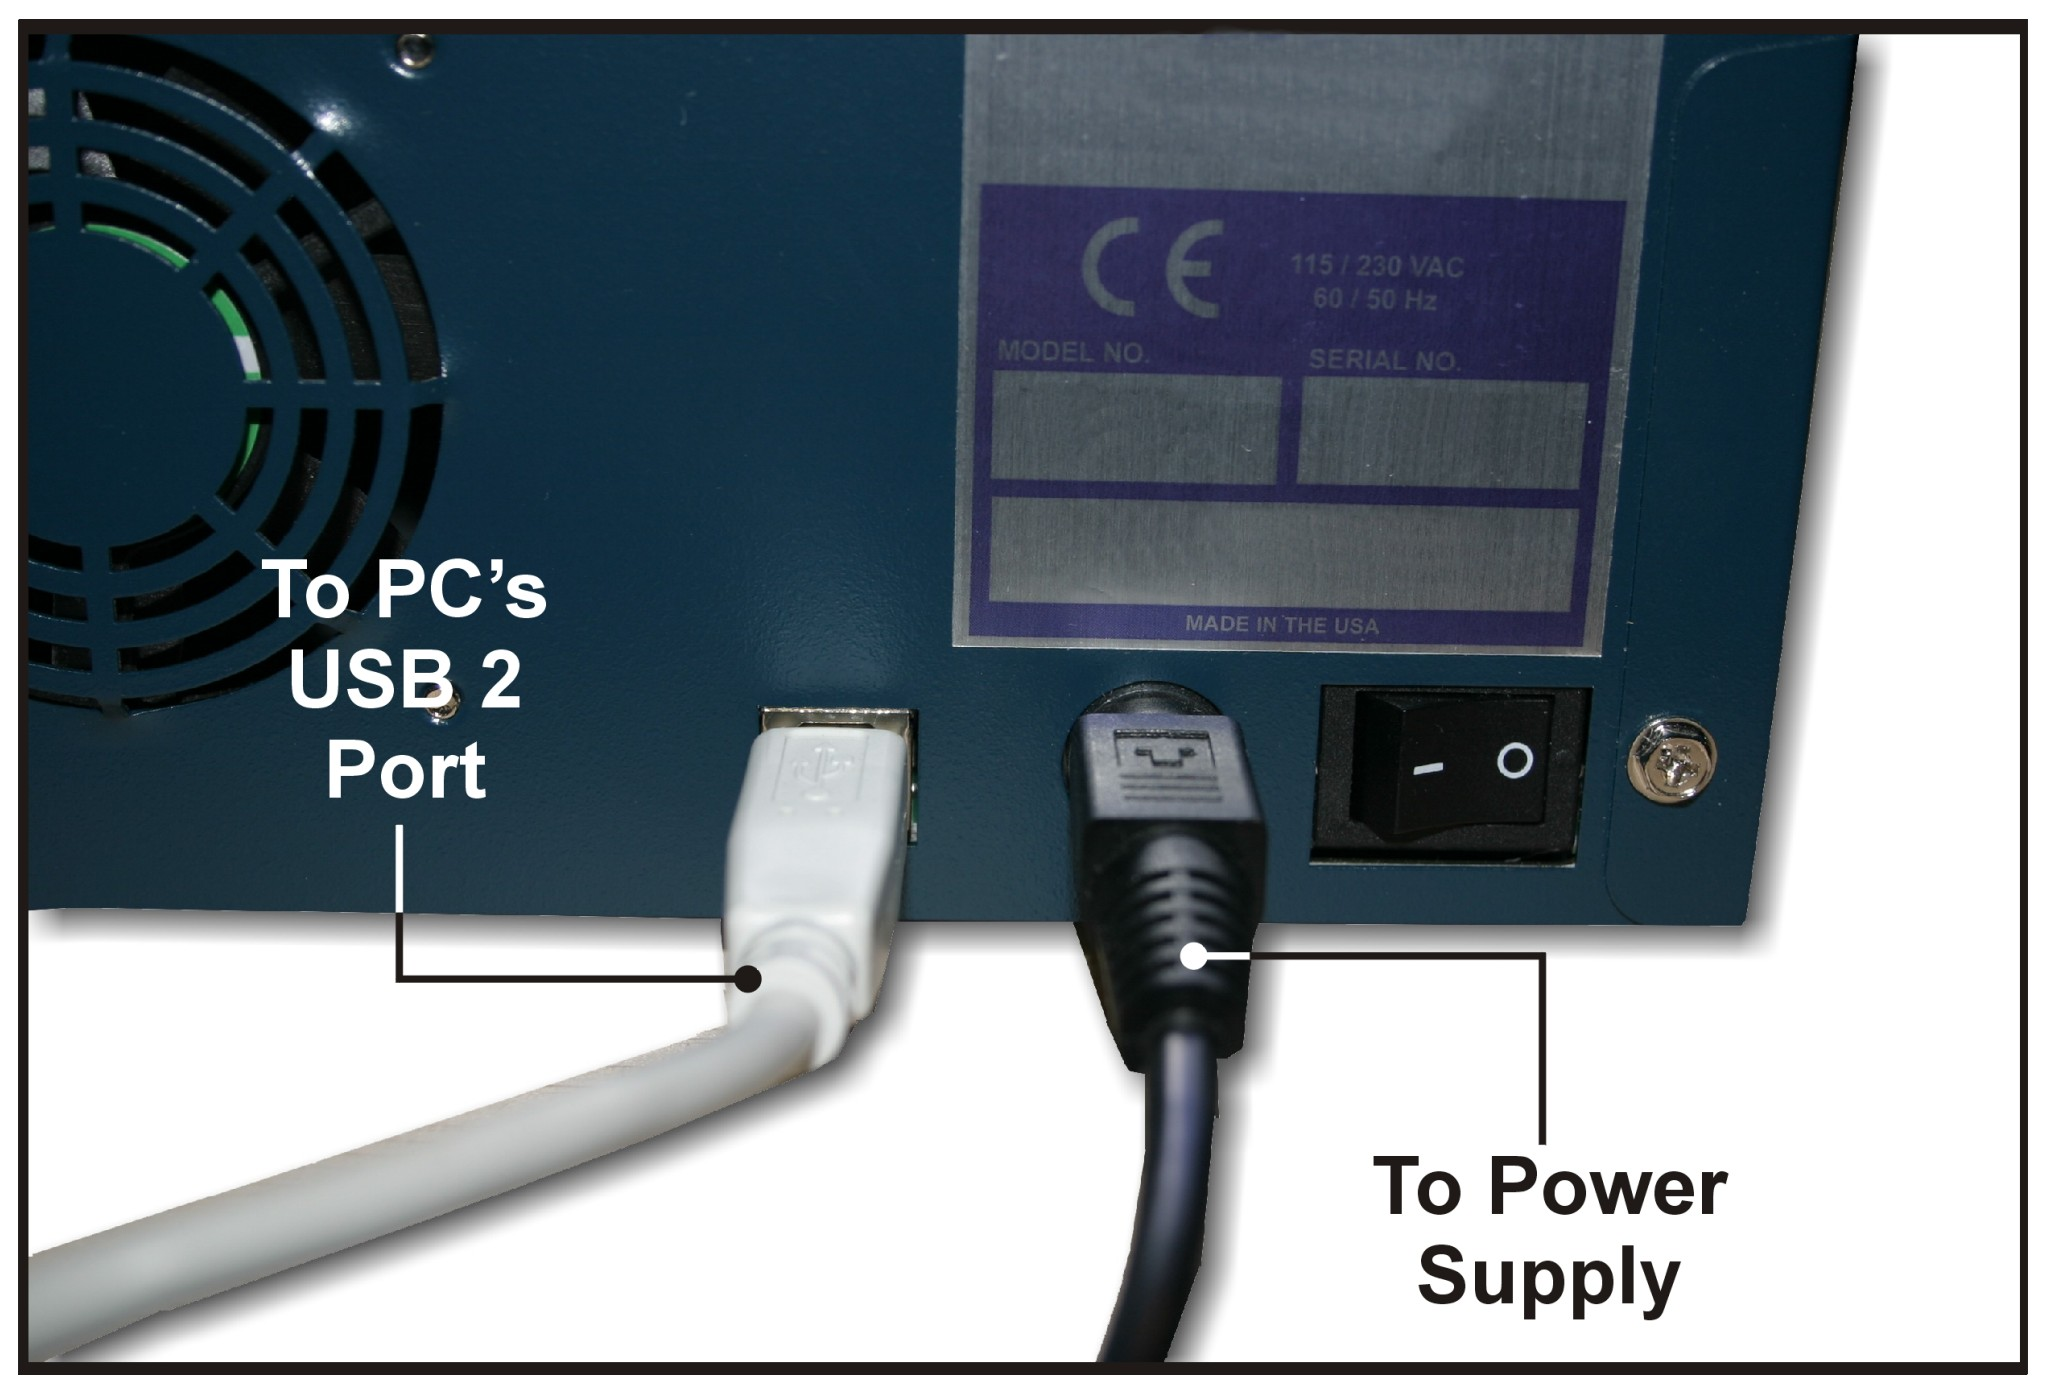 CE
115 / 230 VAC
60 / 50 Hz
MODEL NO.
SERIAL NO.
MADE IN THE USA
To PC’s
USB 2
Port
To Power
Supply